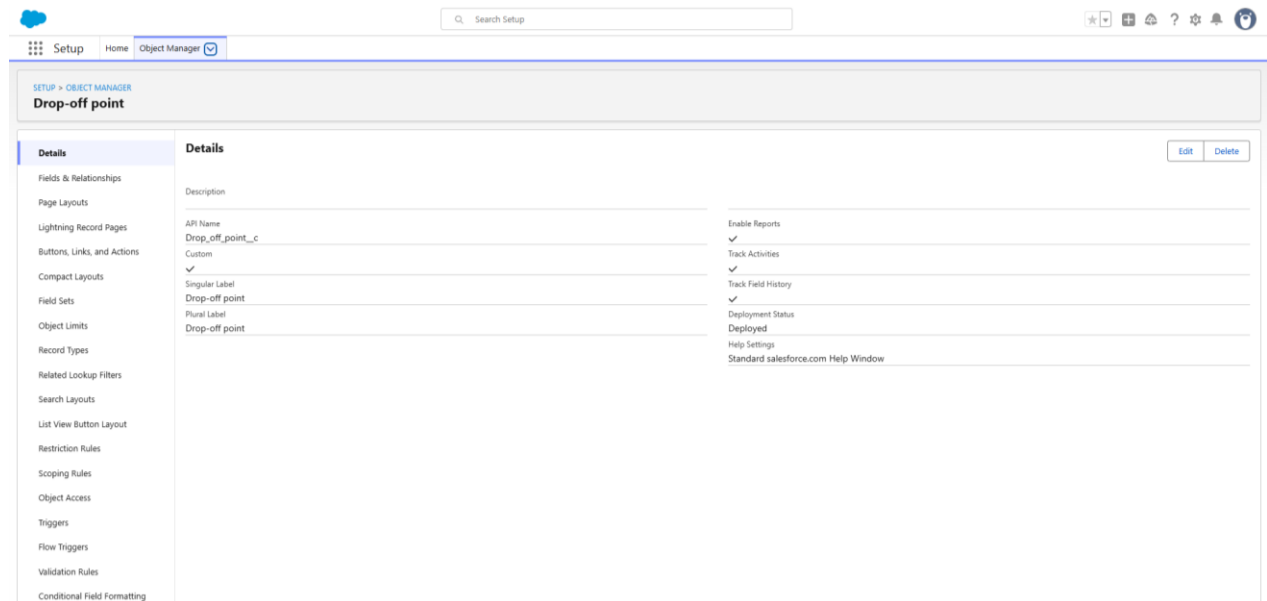 Search Setup
Setup
Home
Object Manager
SETUP > OBJECT MANAGER
Drop-off point
Details
Fields & Relationships
Page Layouts
Lightning Record Pages
Buttons, Links, and Actions
Compact Layouts
Field Sets
Object Limits
Record Types
Related Lookup Filters
Search Layouts
List View Button Layout
Restriction Rules
Scoping Rules
Object Access
Triggers
Flow Triggers
Validation Rules
Conditional Field Formatting
Details
Edit
Delete
Description
API Name
Drop_off_point__c
Custom
Singular Label
Drop-off point
Plural Label
Drop-off point
Enable Reports
Track Activities
Track Field History
Deployment Status
Deployed
Help Settings
Standard salesforce.com Help Window